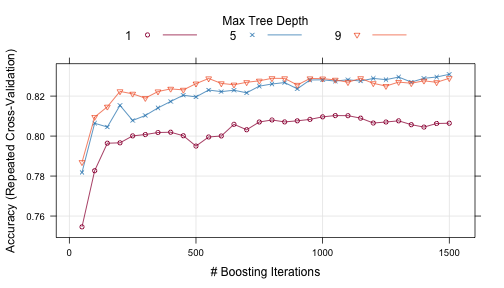 Max Tree Depth
1 5 9
Accuracy (Repeated Cross-Validation)
0.82
0.80
0.78
0.76
0 500 1000 1500
# Boosting Iterations